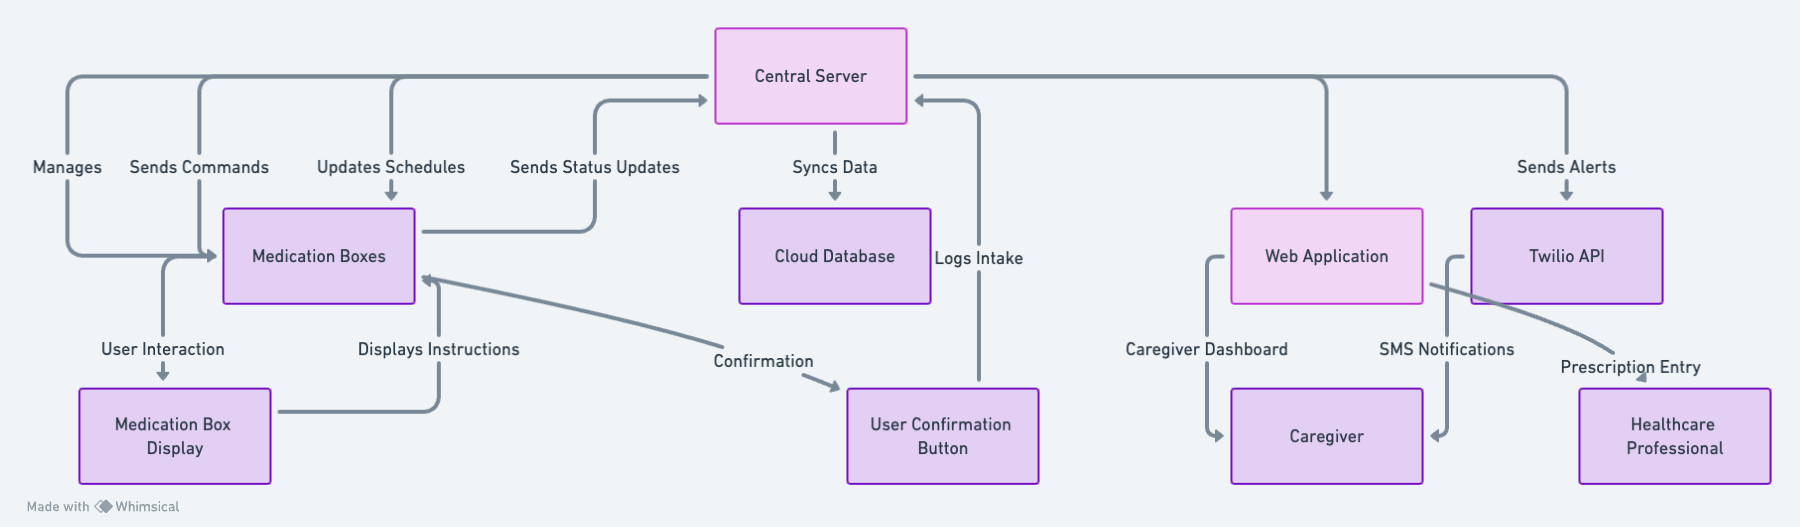 Central Server
Manages
Sends Commands
Updates Schedules
Sends Status Updates
Syncs Data
Sends Alerts
Medication Boxes
Cloud Database
Logs Intake
Web Application
Twilio API
User Interaction
Displays Instructions
Confirmation
Caregiver Dashboard
SMS Notifications
Prescription Entry
Medication Box
Display
User Confirmation
Button
Caregiver
Healthcare
Professional
Made with Whimsical